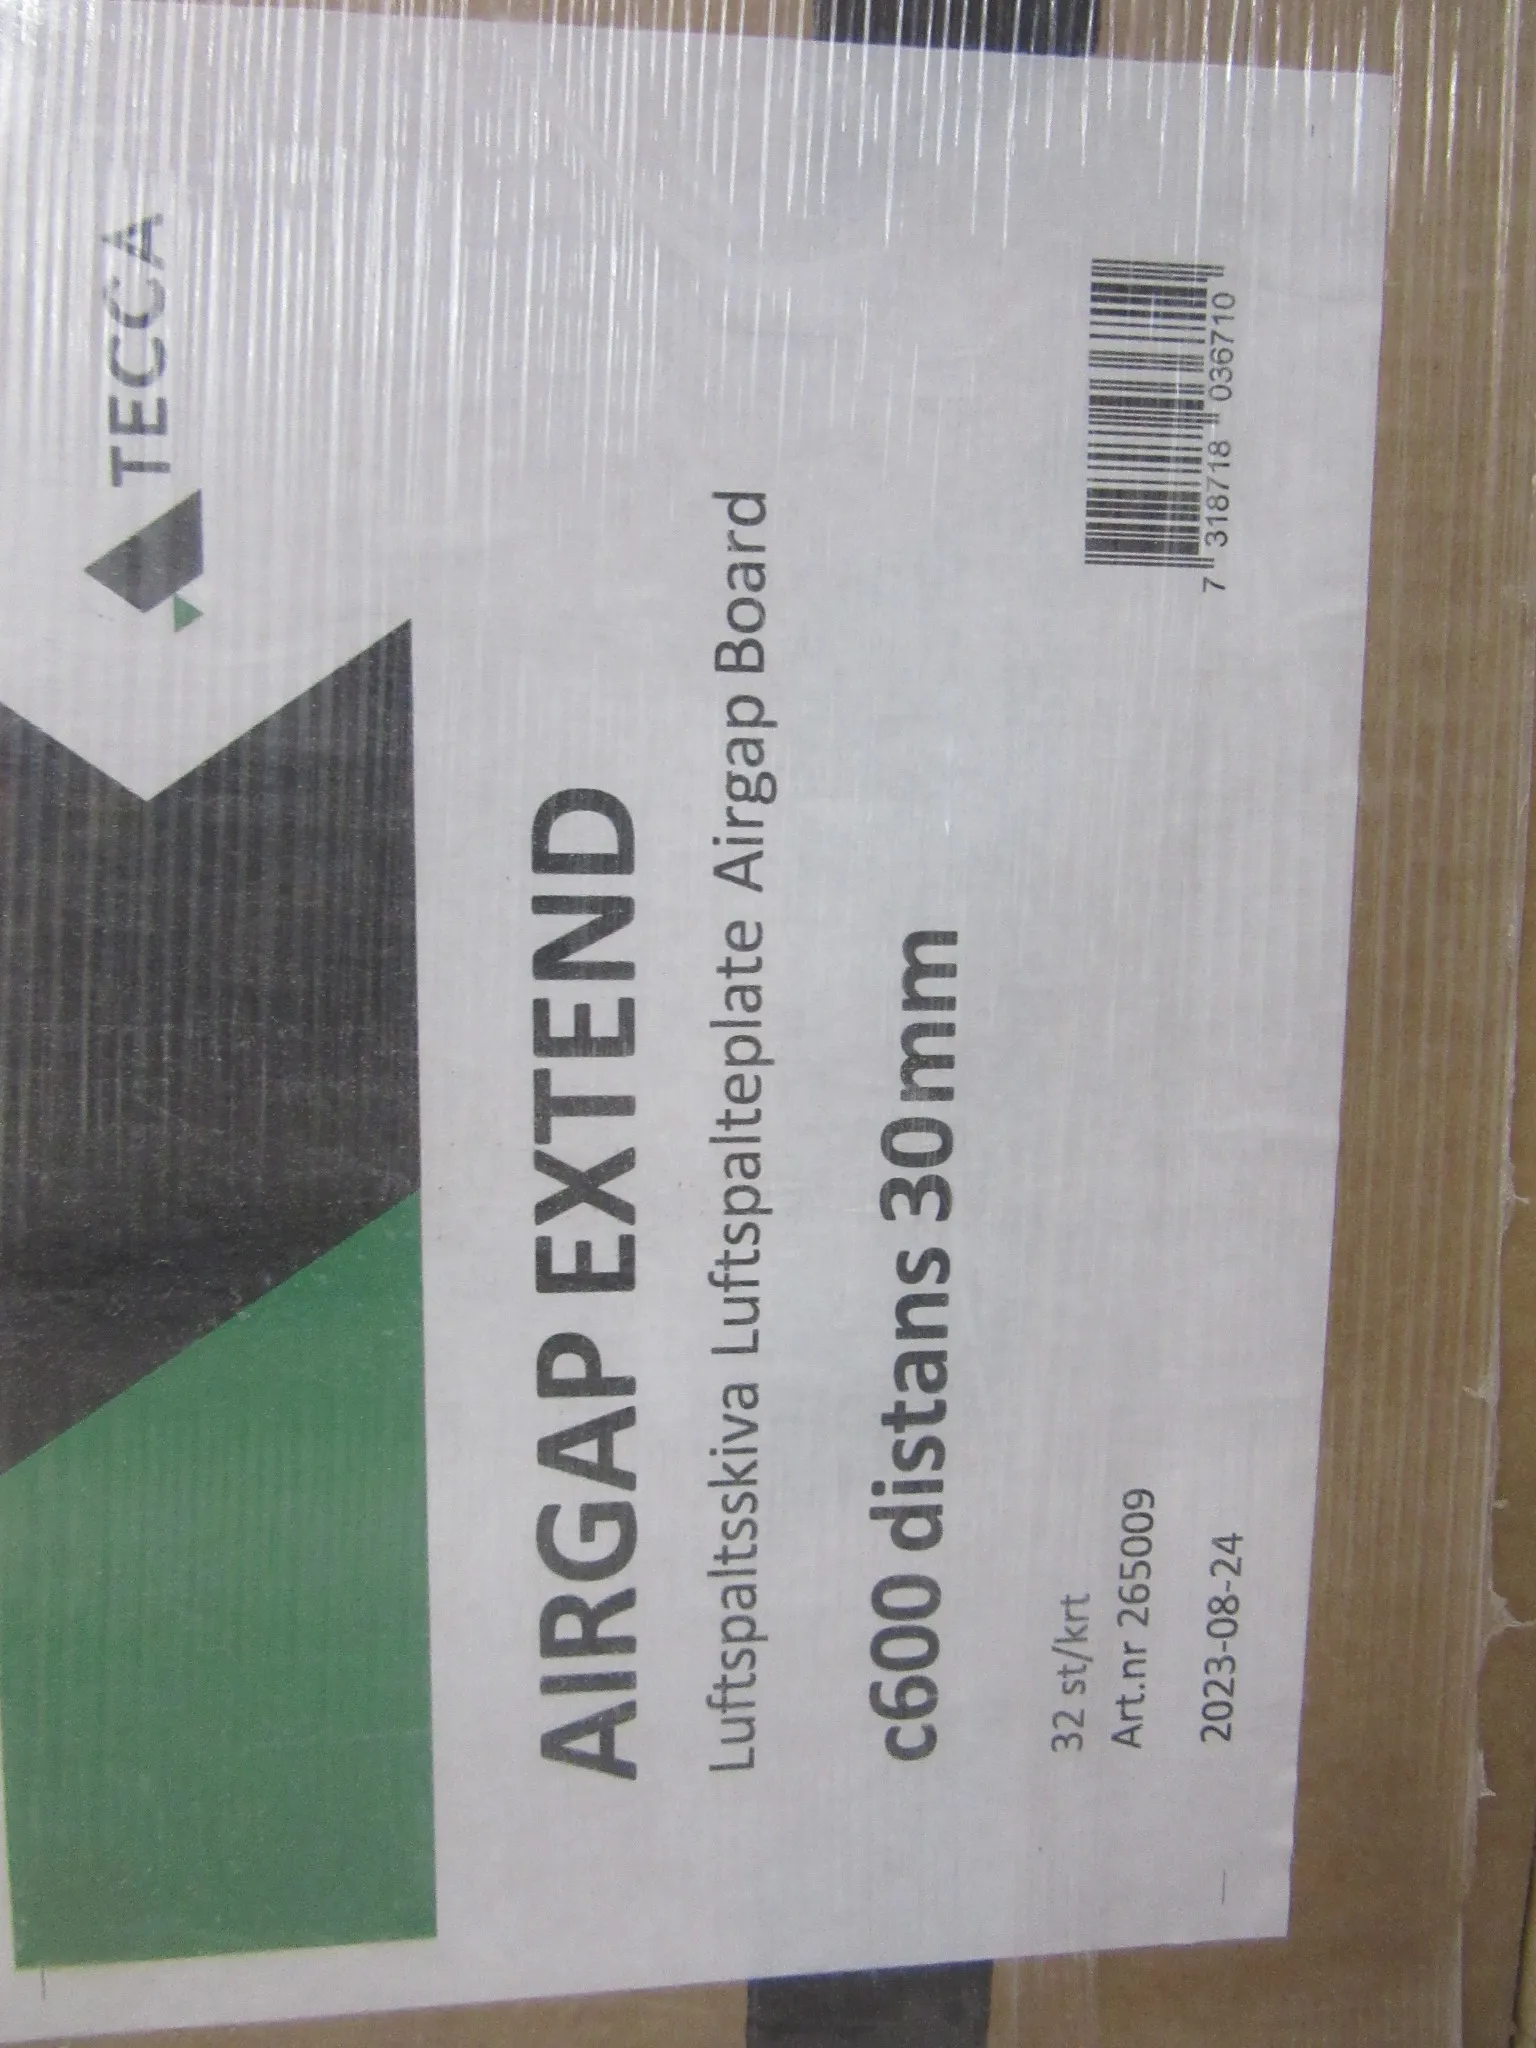 TECCA
AIRGAP EXTEND
Luftspaltsskiva Luftspalteplate Airgap Board
c600 distans 30mm
32 st/krt
Art.nr 265009
2023-08-24
7 318718 036710